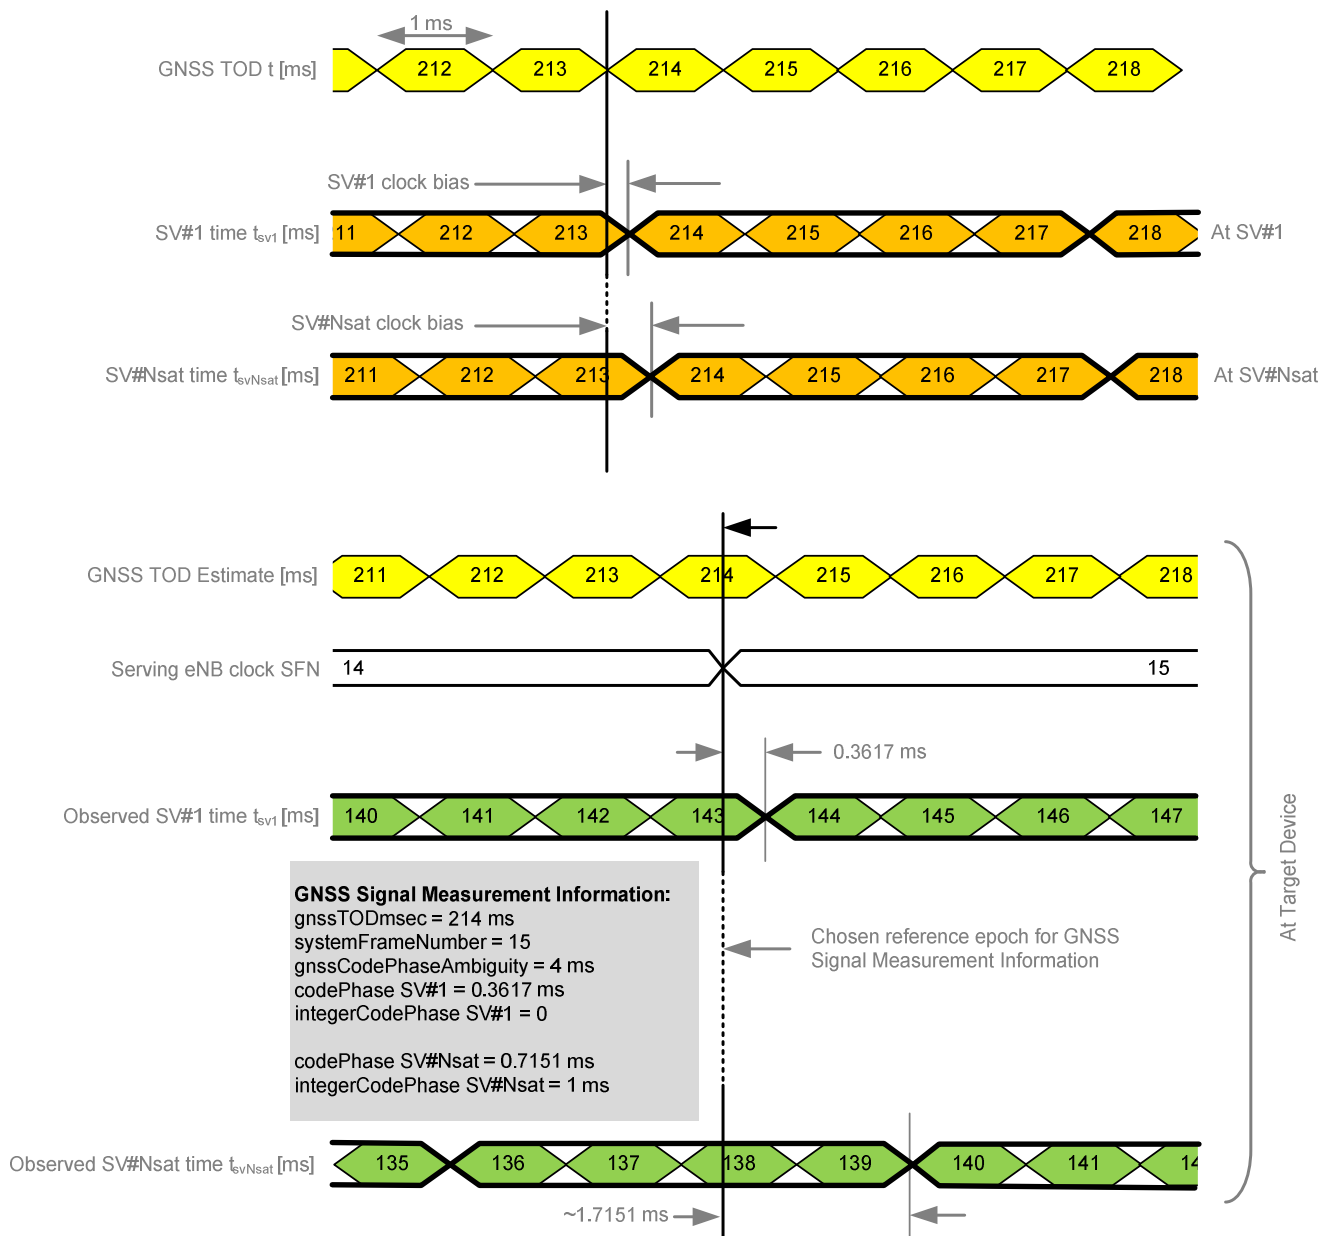 1 ms
GNSS TOD t [ms] 212 213 214 215 216 217 218
SV#1 clock bias
SV#1 time tsv1 [ms] 11 212 213 214 215 216 217 218 At SV#1
SV#Nsat clock bias
SV#Nsat time tsvNsat [ms] 211 212 213 214 215 216 217 218 At SV#Nsat
GNSS TOD Estimate [ms] 211 212 213 214 215 216 217 218
Serving eNB clock SFN 14 15
0.3617 ms
Observed SV#1 time tsv1 [ms] 140 141 142 143 144 145 146 147
At Target Device
GNSS Signal Measurement Information:
gnssTODmsec = 214 ms
systemFrameNumber = 15
gnssCodePhaseAmbiguity = 4 ms
codePhase SV#1 = 0.3617 ms
integerCodePhase SV#1 = 0
codePhase SV#Nsat = 0.7151 ms
integerCodePhase SV#Nsat = 1 ms
Chosen reference epoch for GNSS
Signal Measurement Information
Observed SV#Nsat time tsvNsat [ms] 135 136 137 138 139 140 141 14
~1.7151 ms